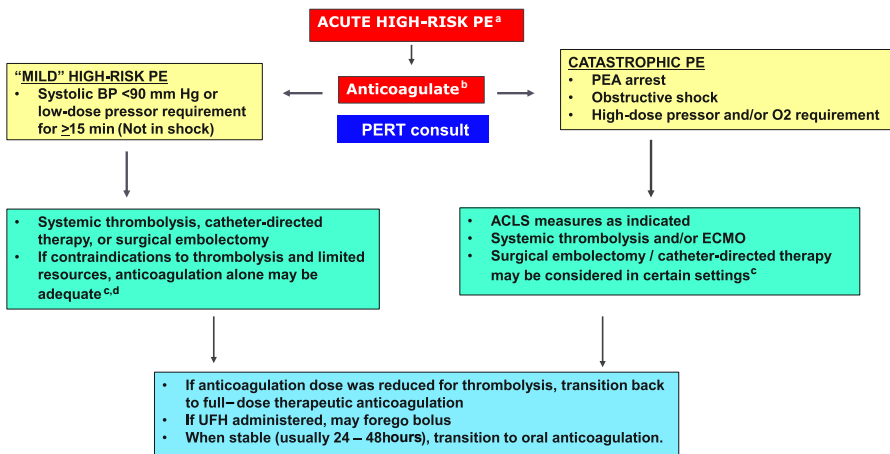 ACUTE HIGH-RISK PEᵃ
"MILD" HIGH-RISK PE
• Systolic BP <90 mm Hg or
low-dose pressor requirement
for ≥15 min (Not in shock)
Anticoagulateᵇ
PERT consult
CATASTROPHIC PE
• PEA arrest
• Obstructive shock
• High-dose pressor and/or O2 requirement
• Systemic thrombolysis, catheter-directed
therapy, or surgical embolectomy
• If contraindications to thrombolysis and limited
resources, anticoagulation alone may be
adequateᶜ,ᵈ
• ACLS measures as indicated
• Systemic thrombolysis and/or ECMO
• Surgical embolectomy / catheter-directed therapy
may be considered in certain settingsᶜ
• If anticoagulation dose was reduced for thrombolysis, transition back
to full–dose therapeutic anticoagulation
• If UFH administered, may forego bolus
• When stable (usually 24 – 48hours), transition to oral anticoagulation.